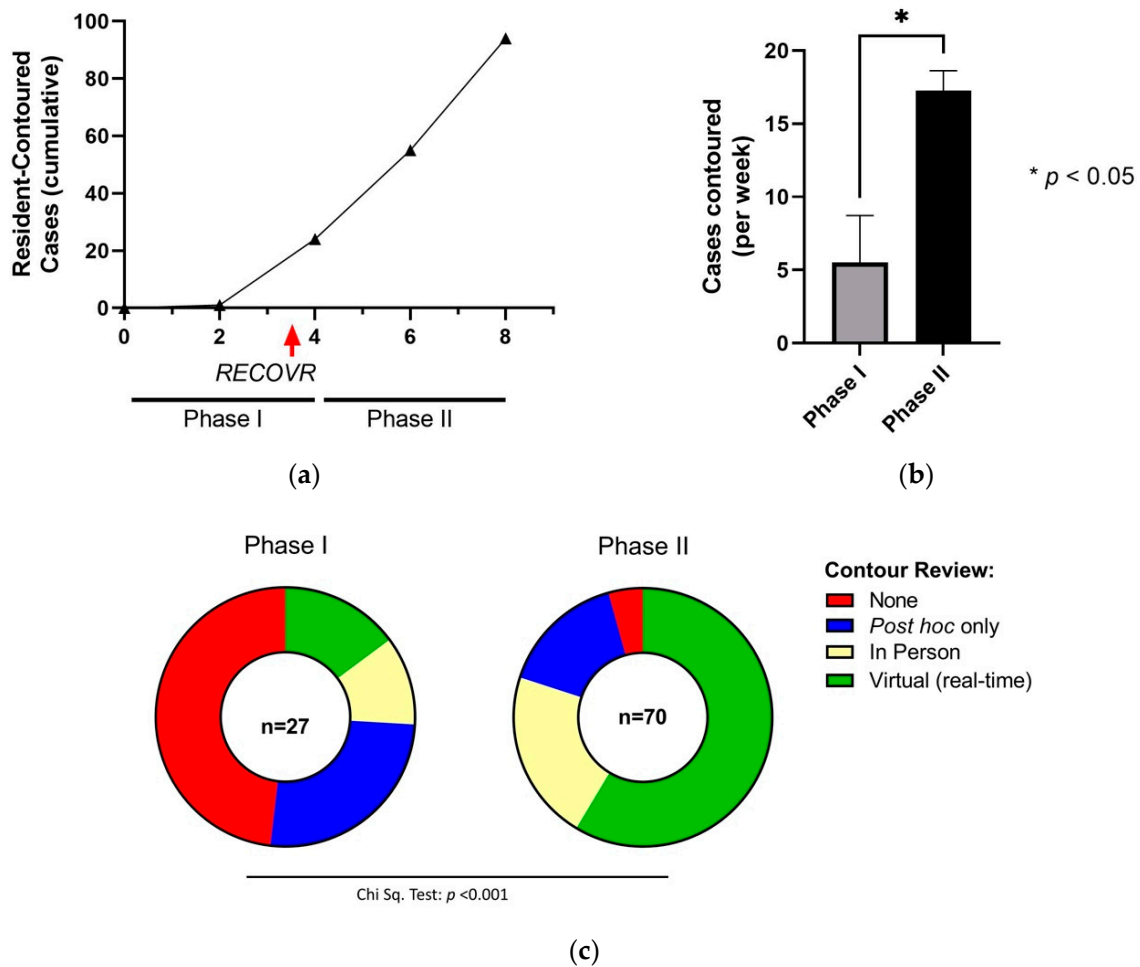 Resident-Contoured
Cases (cumulative)
100
80
60
40
20
0
0 2 4 6 8
RECOVR
Phase I Phase II
(a)
*
Cases contoured
(per week)
20
15
10
5
0
Phase I
Phase II
* p < 0.05
(b)
Phase I
n=27
Phase II
n=70
Contour Review:
None
Post hoc only
In Person
Virtual (real-time)
Chi Sq. Test: p <0.001
(c)